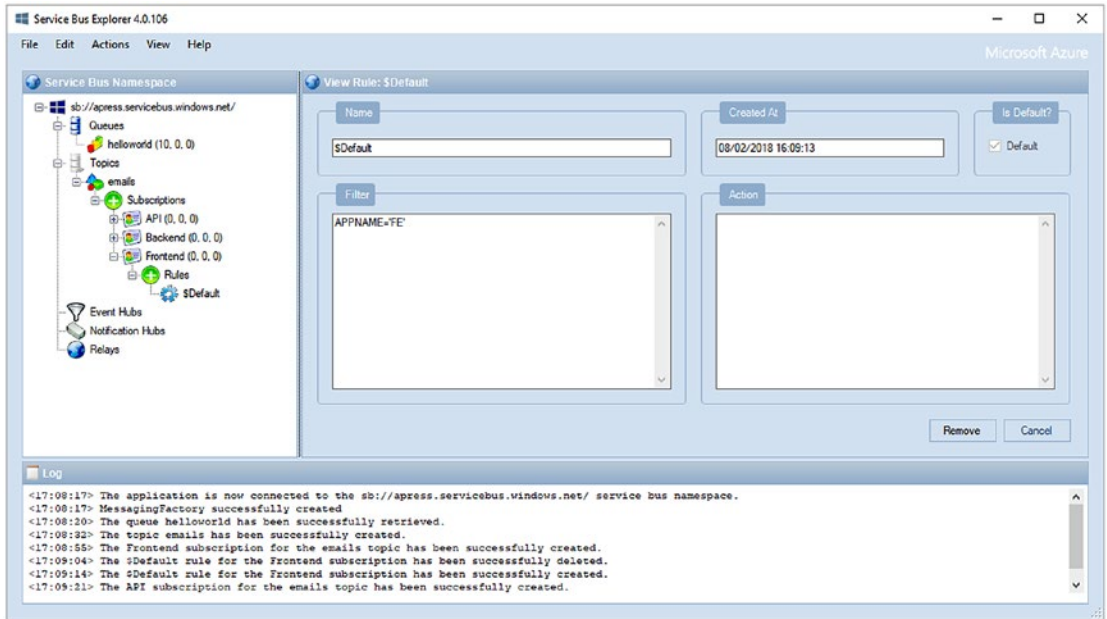 Service Bus Explorer 4.0.106
File Edit Actions View Help
Microsoft Azure
Service Bus Namespace
sb://apress.servicebus.windows.net/
Queues
helloworld (10, 0, 0)
Topics
emails
Subscriptions
API (0, 0, 0)
Backend (0, 0, 0)
Frontend (0, 0, 0)
Rules
$Default
Event Hubs
Notification Hubs
Relays
View Rule: $Default
Name
$Default
Created At
08/02/2018 16:09:13
Is Default?
Default
Filter
APPNAME='FE'
Action
Remove Cancel
Log
<17:08:17> The application is now connected to the sb://apress.servicebus.windows.net/ service bus namespace.
<17:08:17> MessagingFactory successfully created
<17:08:20> The queue helloworld has been successfully retrieved.
<17:08:32> The topic emails has been successfully created.
<17:08:55> The Frontend subscription for the emails topic has been successfully created.
<17:09:04> The $Default rule for the Frontend subscription has been successfully deleted.
<17:09:14> The $Default rule for the Frontend subscription has been successfully created.
<17:09:21> The API subscription for the emails topic has been successfully created.